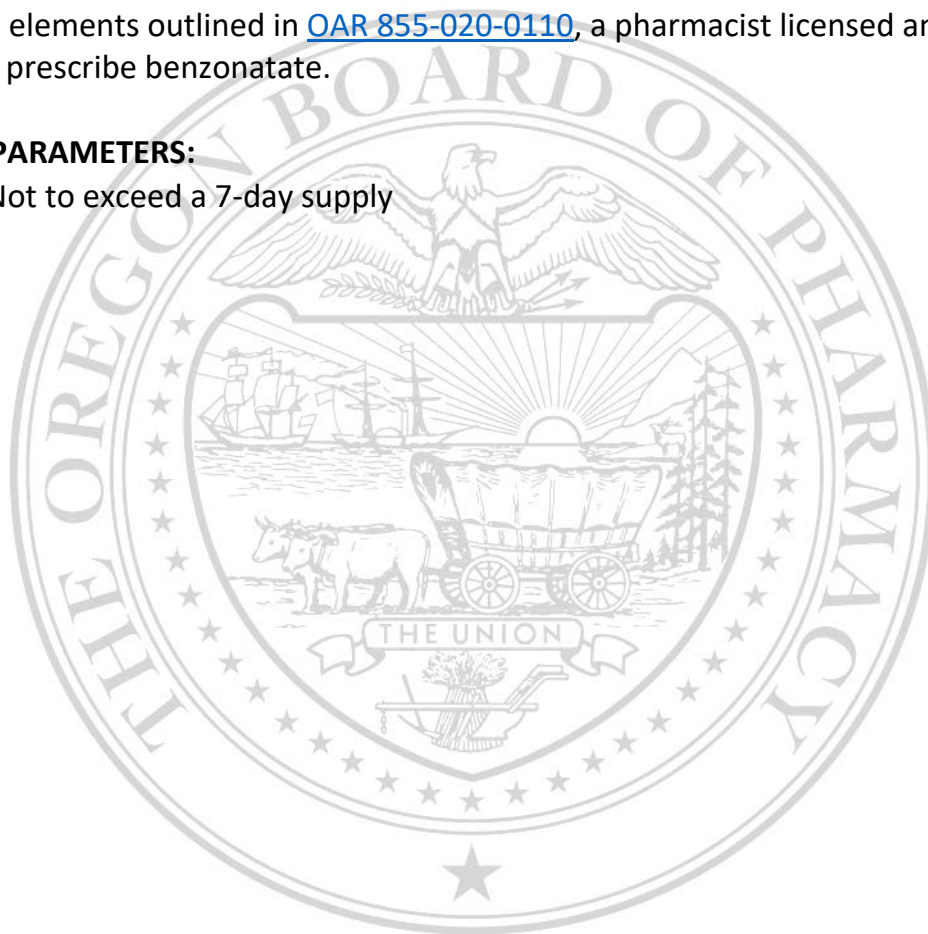 elements outlined in OAR 855-020-0110, a pharmacist licensed an
prescribe benzonatate.
PARAMETERS:
Not to exceed a 7-day supply
THE OREGON BOARD OF PHARMACY
THE UNION